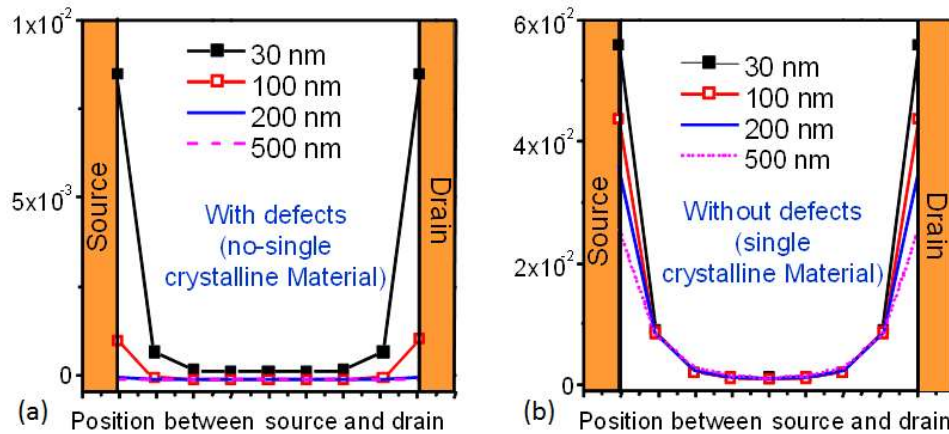 1x10⁻²
5x10⁻³
0
Source
30 nm
100 nm
200 nm
500 nm
With defects
(no-single
crystalline Material)
Drain
(a)
Position between source and drain
6x10⁻²
4x10⁻²
2x10⁻²
0
Source
30 nm
100 nm
200 nm
500 nm
Without defects
(single
crystalline Material)
Drain
(b)
Position between source and drain